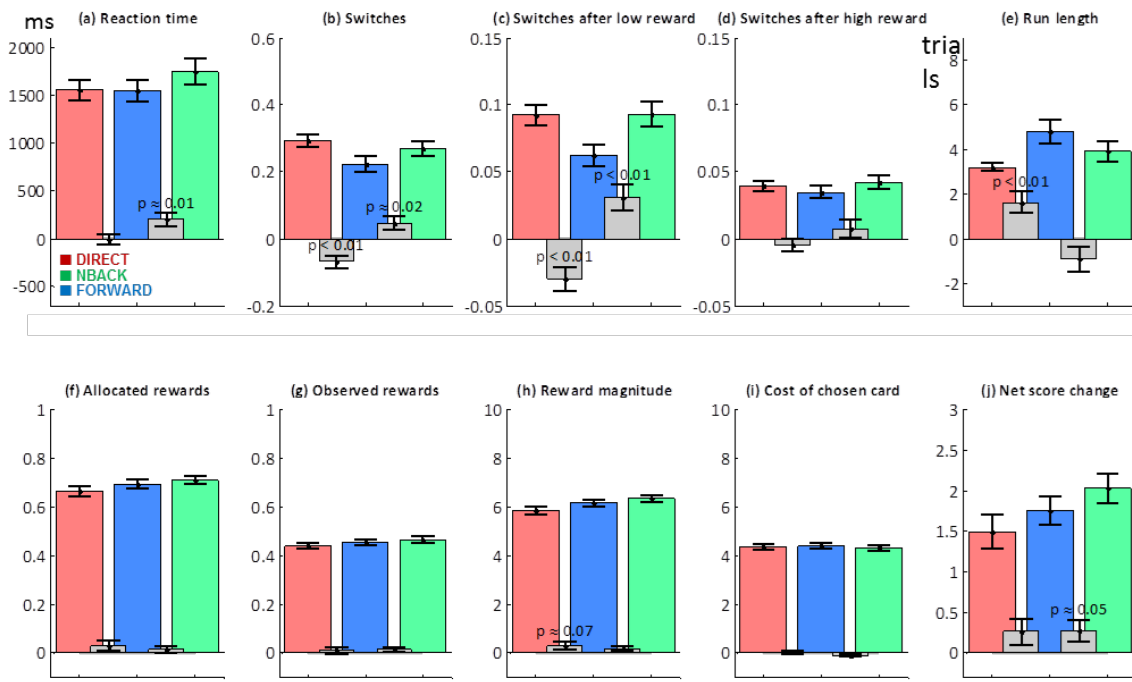 ms
(a) Reaction time
(b) Switches
(c) Switches after low reward
(d) Switches after high reward
(e) Run length
2000
1500
1000
500
0
-500
p ≈ 0.01
DIRECT
NBACK
FORWARD
0.6
0.4
0.2
0
-0.2
p < 0.01
p ≈ 0.02
0.15
0.1
0.05
0
-0.05
p < 0.01
p < 0.01
0.15
0.1
0.05
0
-0.05
tria
ls
8
6
4
2
0
-2
p < 0.01
(f) Allocated rewards
(g) Observed rewards
(h) Reward magnitude
(i) Cost of chosen card
(j) Net score change
1
0.8
0.6
0.4
0.2
0
1
0.8
0.6
0.4
0.2
0
10
8
6
4
2
0
p ≈ 0.07
10
8
6
4
2
0
3
2.5
2
1.5
1
0.5
0
p ≈ 0.05